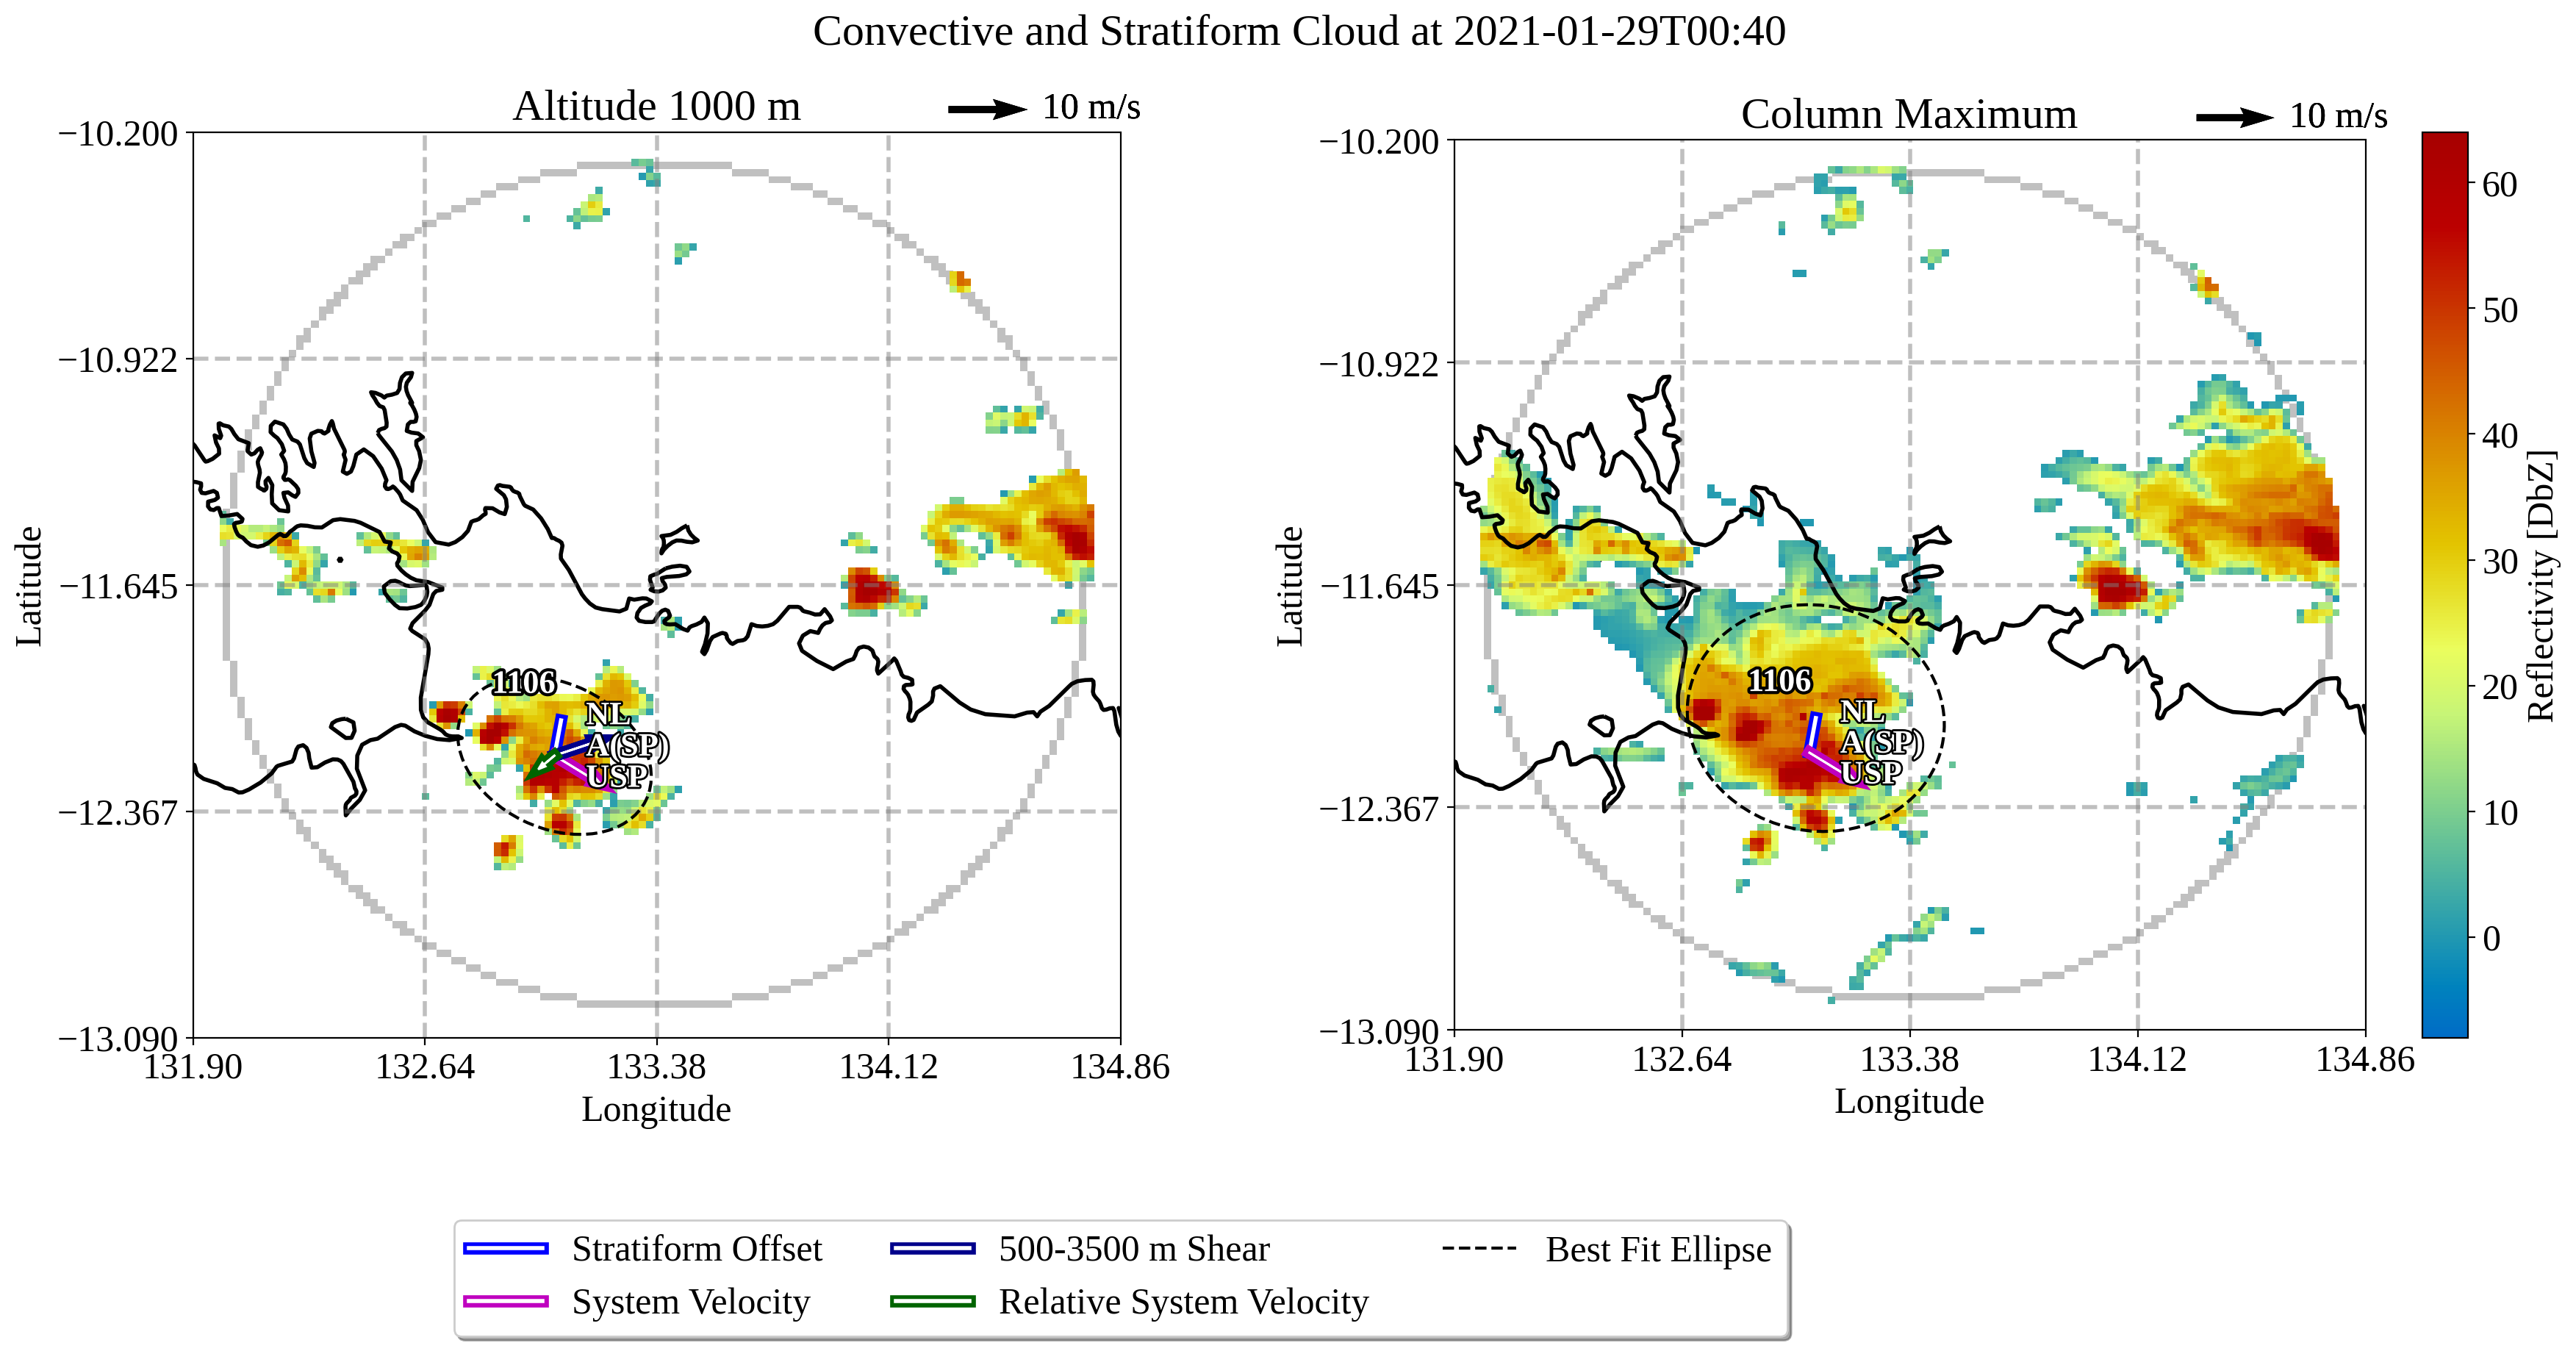 Convective and Stratiform Cloud at 2021-01-29T00:40
Altitude 1000 m
10 m/s
−10.200
−10.922
−11.645
−12.367
−13.090
Latitude
1106
NL
A(SP)
USP
131.90
132.64
133.38
134.12
134.86
Longitude
Column Maximum
10 m/s
−10.200
−10.922
−11.645
−12.367
−13.090
Latitude
1106
NL
A(SP)
USP
131.90
132.64
133.38
134.12
134.86
Longitude
60
50
40
30
20
10
0
Reflectivity [DbZ]
Stratiform Offset
System Velocity
500-3500 m Shear
Relative System Velocity
Best Fit Ellipse